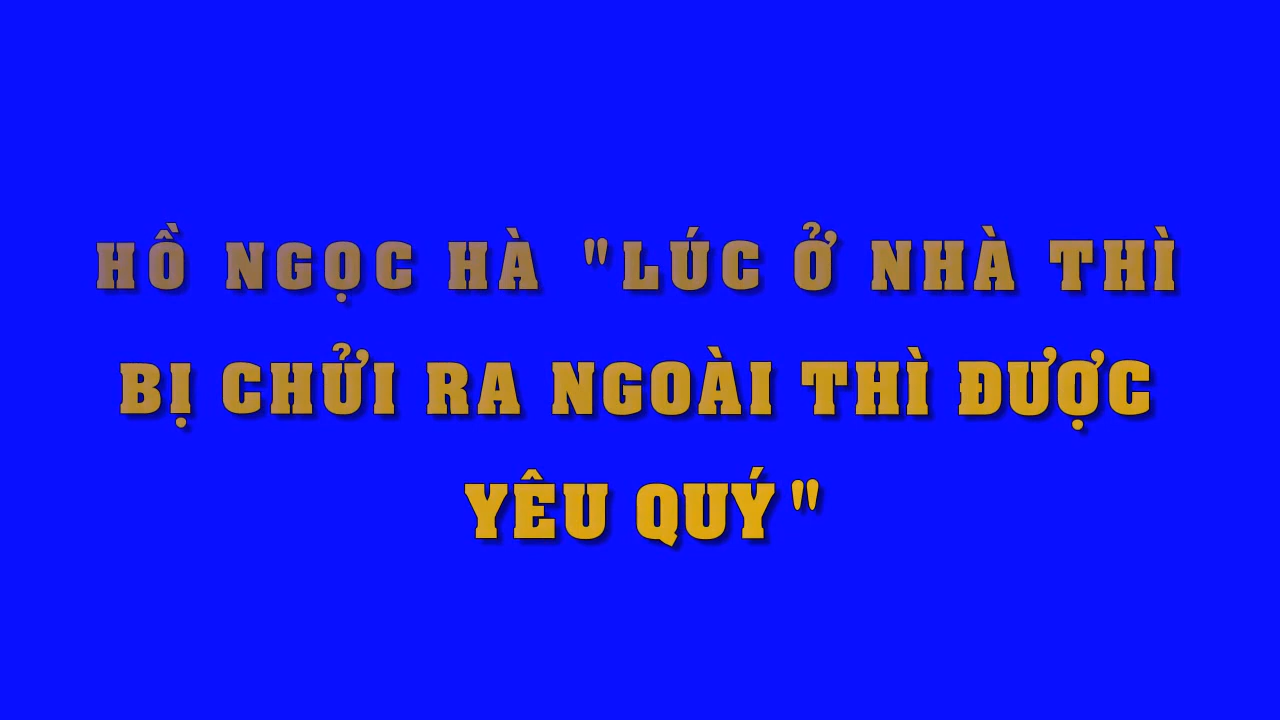 HỒ NGỌC HÀ "LÚC Ở NHÀ THÌ
BỊ CHỬI RA NGOÀI THÌ ĐƯỢC
YÊU QUÝ"